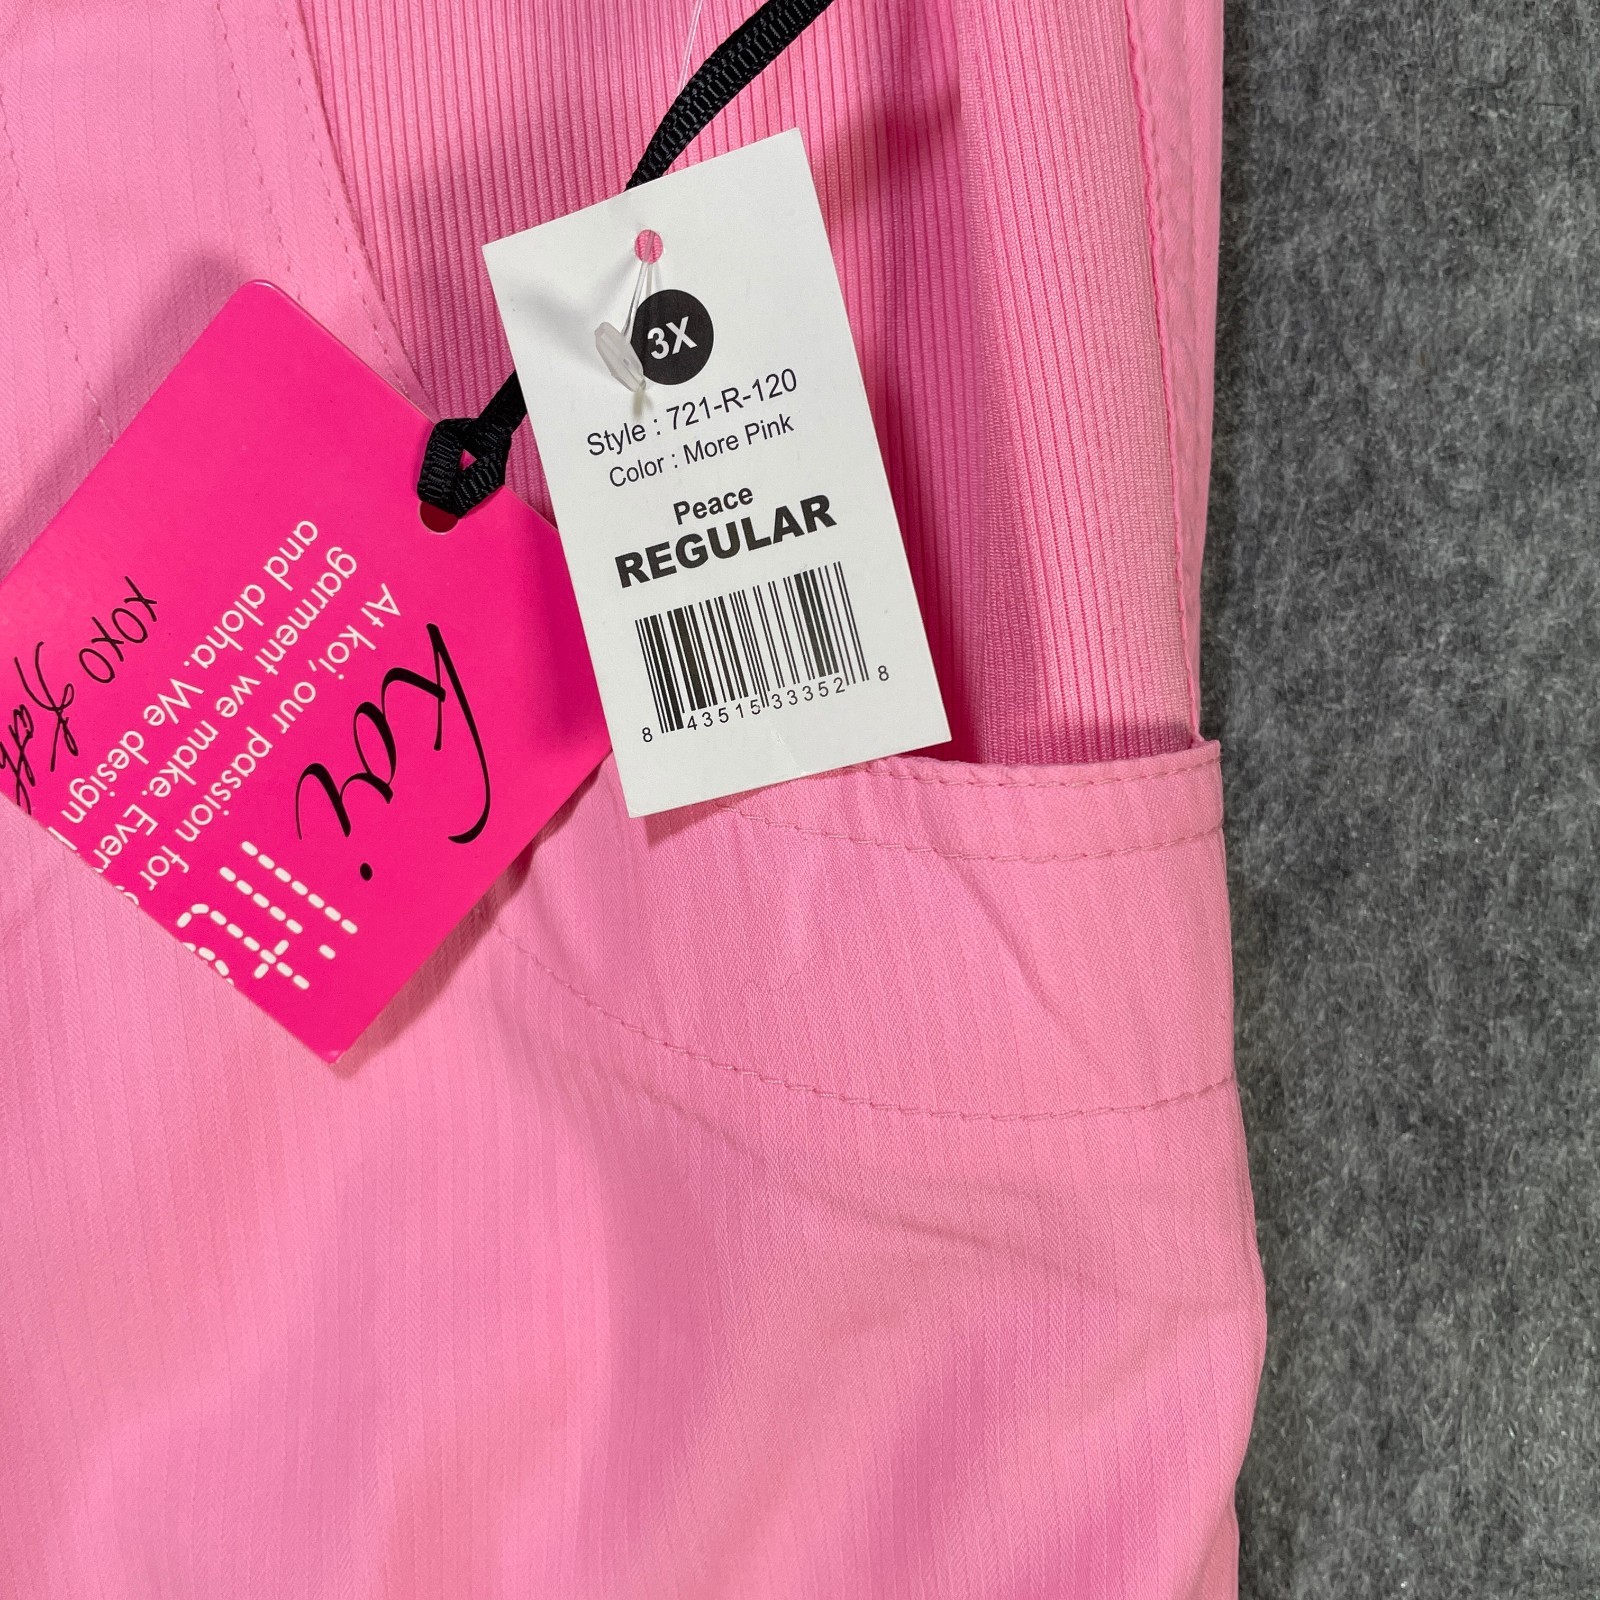 3X
Style : 721-R-120
Color : More Pink
Peace
REGULAR
8 43515 33352 8
koi
lite
At koi, our passion for
garment we make. Ever
and aloha. We design
xoxo